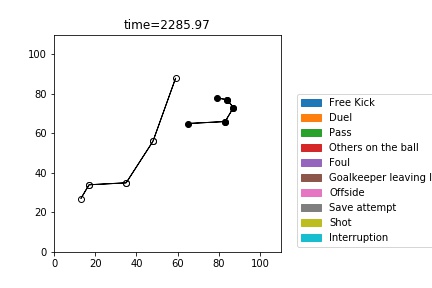 time=2285.97
100
80
60
40
20
0
0 20 40 60 80 100
Free Kick
Duel
Pass
Others on the ball
Foul
Goalkeeper leaving l
Offside
Save attempt
Shot
Interruption